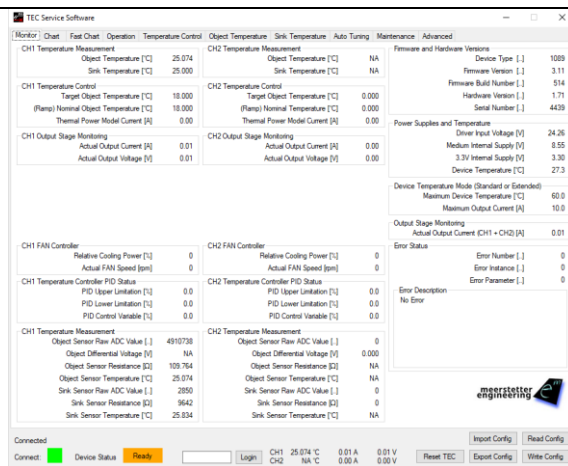 TEC Service Software
Monitor Chart Fast Chart Operation Temperature Control Object Temperature Sink Temperature Auto Tuning Maintenance Advanced
CH1 Temperature Measurement
Object Temperature [°C] 25.074
Sink Temperature [°C] 25.000
CH1 Temperature Control
Target Object Temperature [°C] 18.000
(Ramp) Nominal Object Temperature [°C] 18.000
Thermal Power Model Current [A] 0.00
CH1 Output Stage Monitoring
Actual Output Current [A] 0.01
Actual Output Voltage [V] 0.01
CH1 FAN Controller
Relative Cooling Power [%] 0
Actual FAN Speed [rpm] 0
CH1 Temperature Controller PID Status
PID Upper Limitation [%] 0.0
PID Lower Limitation [%] 0.0
PID Control Variable [%] 0.0
CH1 Temperature Measurement
Object Sensor Raw ADC Value [..] 4910738
Object Differential Voltage [V] NA
Object Sensor Resistance [Ω] 109.764
Object Sensor Temperature [°C] 25.074
Sink Sensor Raw ADC Value [..] 2850
Sink Sensor Resistance [Ω] 9642
Sink Sensor Temperature [°C] 25.834
CH2 Temperature Measurement
Object Temperature [°C] NA
Sink Temperature [°C] NA
CH2 Temperature Control
Target Object Temperature [°C] 0.000
(Ramp) Nominal Object Temperature [°C] 0.000
Thermal Power Model Current [A] 0.00
CH2 Output Stage Monitoring
Actual Output Current [A] 0.00
Actual Output Voltage [V] 0.00
CH2 FAN Controller
Relative Cooling Power [%] 0
Actual FAN Speed [rpm] 0
CH2 Temperature Controller PID Status
PID Upper Limitation [%] 0.0
PID Lower Limitation [%] 0.0
PID Control Variable [%] 0.0
CH2 Temperature Measurement
Object Sensor Raw ADC Value [..] 0
Object Differential Voltage [V] 0.000
Object Sensor Resistance [Ω] NA
Object Sensor Temperature [°C] NA
Sink Sensor Raw ADC Value [..] 0
Sink Sensor Resistance [Ω] 0
Sink Sensor Temperature [°C] NA
Firmware and Hardware Versions
Device Type [..] 1089
Firmware Version [..] 3.11
Firmware Build Number [..] 514
Hardware Version [..] 1.71
Serial Number [..] 4439
Power Supplies and Temperature
Driver Input Voltage [V] 24.26
Medium Internal Supply [V] 8.55
3.3V Internal Supply [V] 3.30
Device Temperature [°C] 27.3
Device Temperature Mode (Standard or Extended)
Maximum Device Temperature [°C] 60.0
Maximum Output Current [A] 10.0
Output Stage Monitoring
Actual Output Current (CH1 + CH2) [A] 0.01
Error Status
Error Number [..] 0
Error Instance [..] 0
Error Parameter [..] 0
Error Description
No Error
meerstetter
engineering
Connected
Import Config Read Config
Connect: Device Status Ready Login CH1 25.074 °C 0.01 A 0.01 V Reset TEC Export Config Write Config
CH2 NA °C 0.00 A 0.00 V